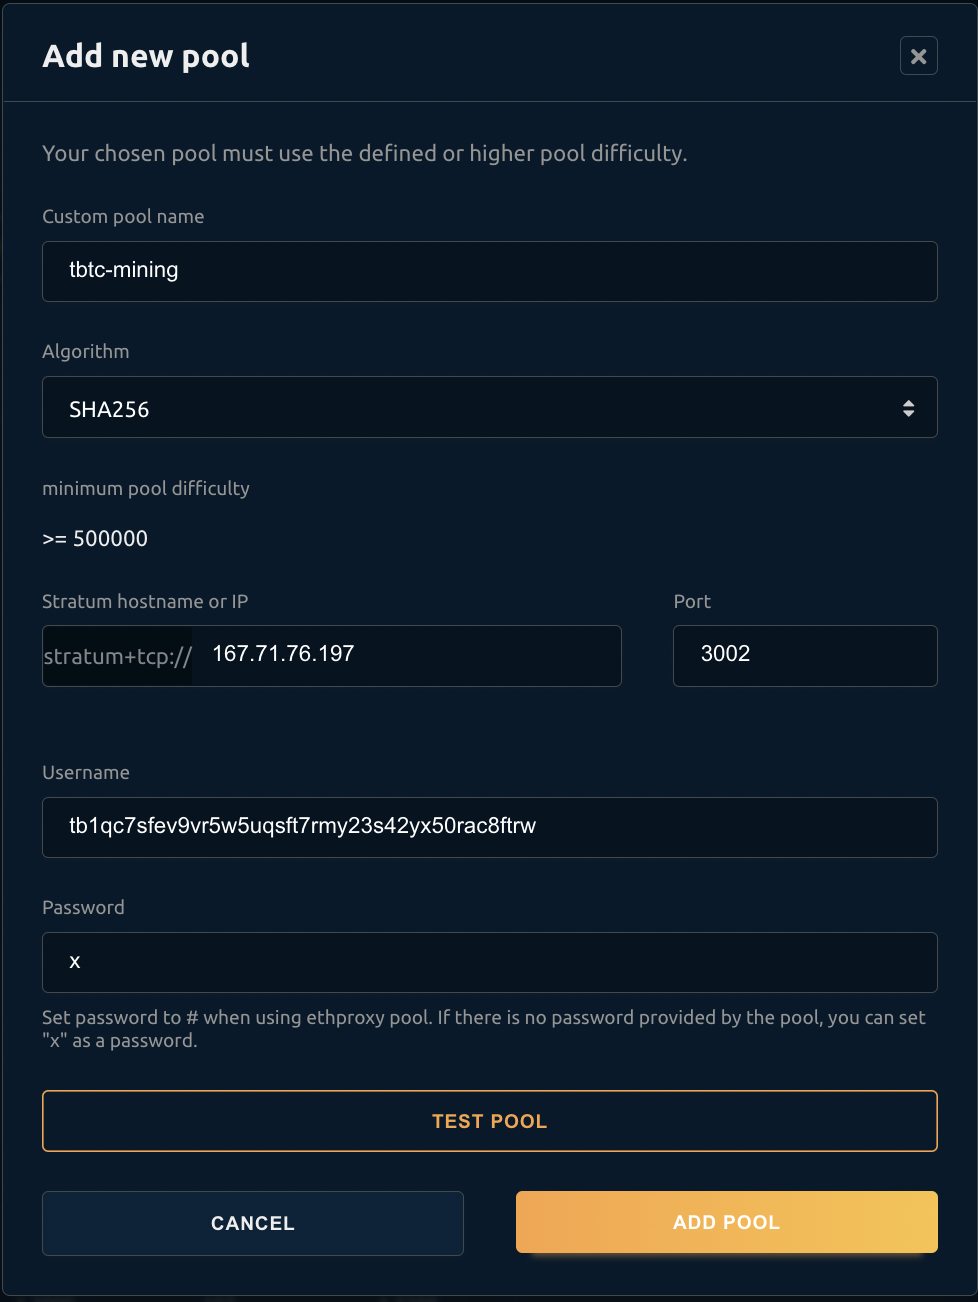 Add new pool
Your chosen pool must use the defined or higher pool difficulty.
Custom pool name
tbtc-mining
Algorithm
SHA256
minimum pool difficulty
>= 500000
Stratum hostname or IP
Port
stratum+tcp:// 167.71.76.197
3002
Username
tb1qc7sfev9vr5w5uqsft7rmy23s42yx50rac8ftrw
Password
x
Set password to # when using ethproxy pool. If there is no password provided by the pool, you can set
"x" as a password.
TEST POOL
CANCEL
ADD POOL